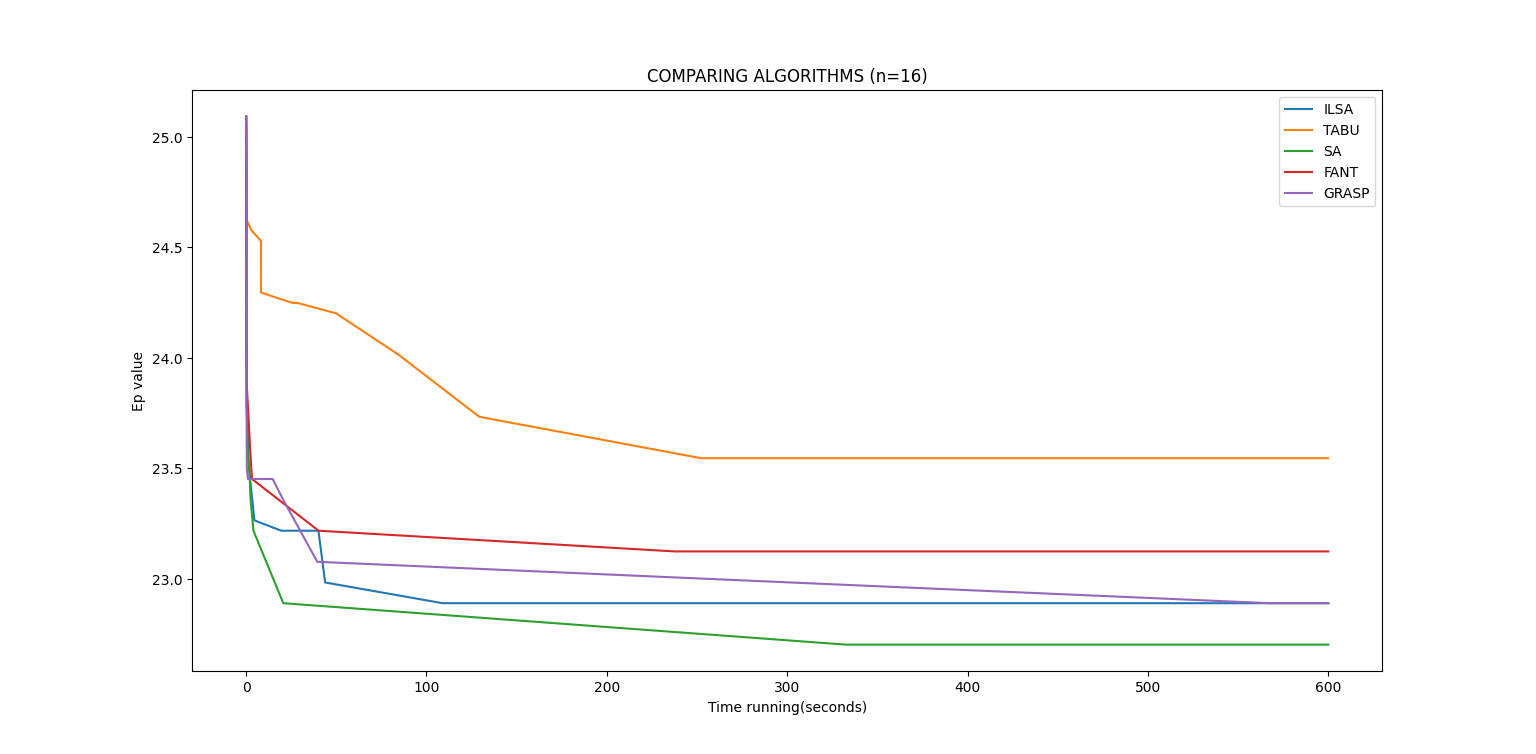 COMPARING ALGORITHMS (n=16)
ILSA
TABU
SA
FANT
GRASP
25.0
24.5
24.0
23.5
23.0
Ep value
0 100 200 300 400 500 600
Time running(seconds)